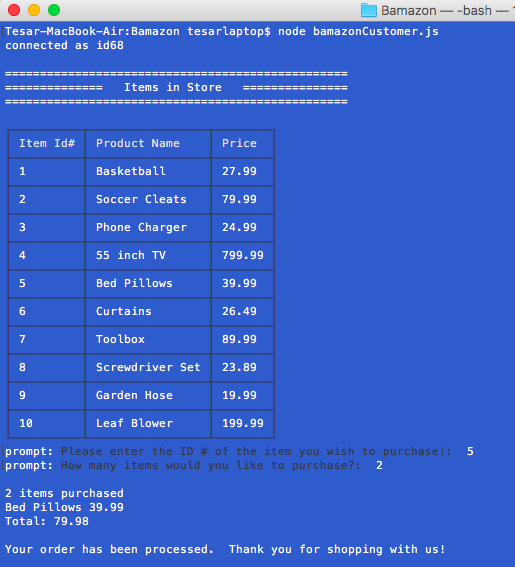 Bamazon — -bash —
Tesar-MacBook-Air:Bamazon tesarlaptop$ node bamazonCustomer.js
connected as id68
=================================================
============== Items in Store ===============
=================================================
Item Id# Product Name Price
1 Basketball 27.99
2 Soccer Cleats 79.99
3 Phone Charger 24.99
4 55 inch TV 799.99
5 Bed Pillows 39.99
6 Curtains 26.49
7 Toolbox 89.99
8 Screwdriver Set 23.89
9 Garden Hose 19.99
10 Leaf Blower 199.99
prompt: Please enter the ID # of the item you wish to purchase!: 5
prompt: How many items would you like to purchase?: 2
2 items purchased
Bed Pillows 39.99
Total: 79.98
Your order has been processed. Thank you for shopping with us!